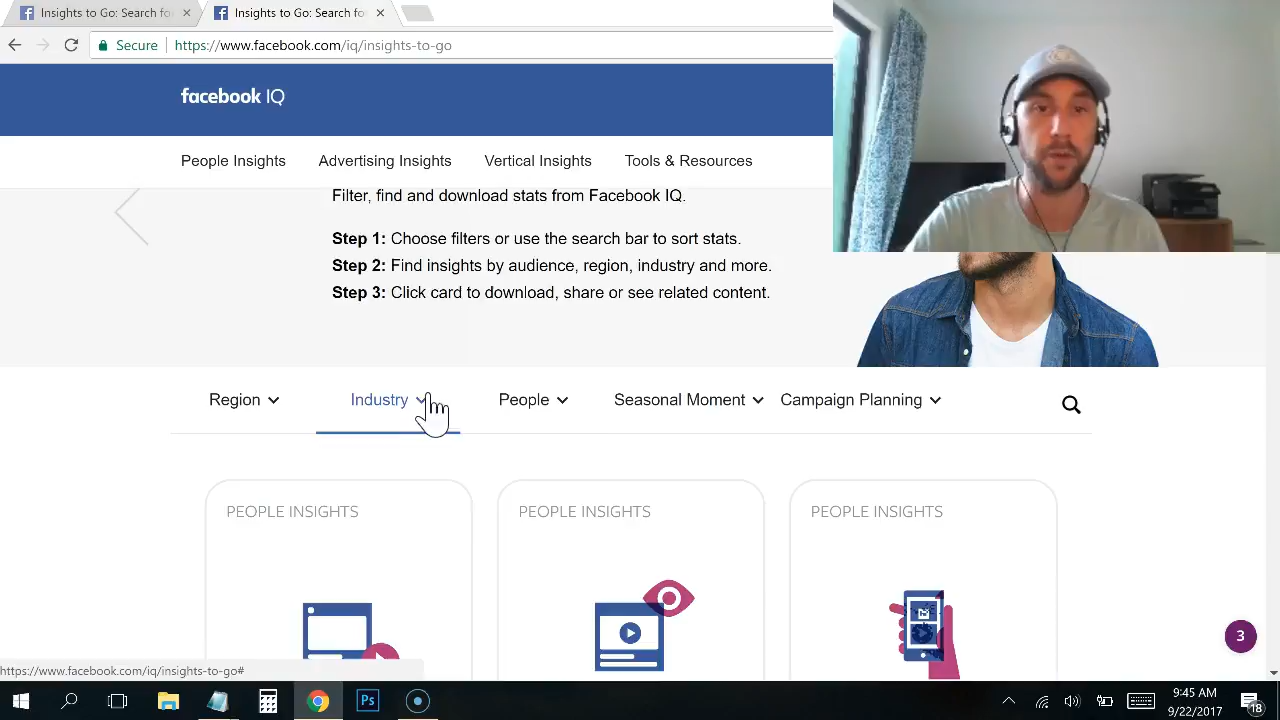 Insights to Go: Search fo
Insights to Go: Search for
Secure
https://www.facebook.com/iq/insights-to-go
facebook IQ
People Insights
Advertising Insights
Vertical Insights
Tools & Resources
Filter, find and download stats from Facebook IQ.
Step 1: Choose filters or use the search bar to sort stats.
Step 2: Find insights by audience, region, industry and more.
Step 3: Click card to download, share or see related content.
Region
Industry
People
Seasonal Moment
Campaign Planning
PEOPLE INSIGHTS
PEOPLE INSIGHTS
PEOPLE INSIGHTS
3
https://www.facebook.com/iq/insights-to-go#
Ps
9:45 AM
9/22/2017
18